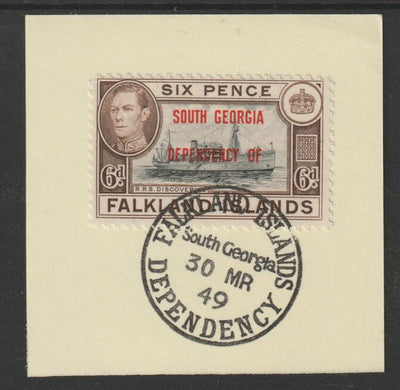 SIX PENCE
SOUTH GEORGIA
DEPENDENCY OF
6d 6d
R.R.S. DISCOVERY
FALKLAND ISLANDS
FALKLAND ISLANDS
South Georgia
30 MR
49
DEPENDENCY